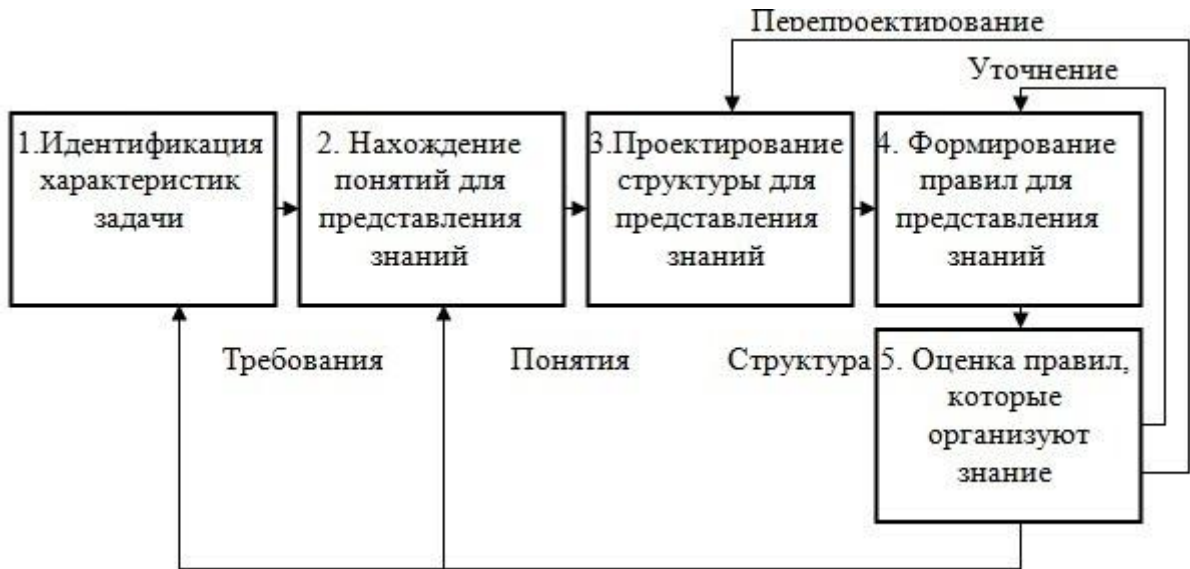 Перепроектирование
Уточнение
1.Идентификация
характеристик
задачи
2. Нахождение
понятий для
представления
знаний
3.Проектирование
структуры для
представления
знаний
4. Формирование
правил для
представления
знаний
Требования
Понятия
Структура
5. Оценка правил,
которые
организуют
знание